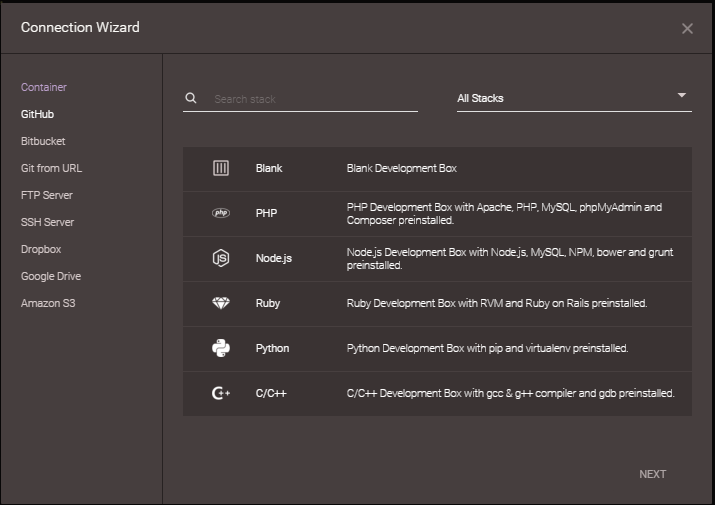 Connection Wizard
Container
GitHub
Bitbucket
Git from URL
FTP Server
SSH Server
Dropbox
Google Drive
Amazon S3
Search stack
All Stacks
Blank
Blank Development Box
php
PHP
PHP Development Box with Apache, PHP, MySQL, phpMyAdmin and
Composer preinstalled.
JS
Node.js
Node.js Development Box with Node.js, MySQL, NPM, bower and grunt
preinstalled.
Ruby
Ruby Development Box with RVM and Ruby on Rails preinstalled.
Python
Python Development Box with pip and virtualenv preinstalled.
C++
C/C++
C/C++ Development Box with gcc & g++ compiler and gdb preinstalled.
NEXT